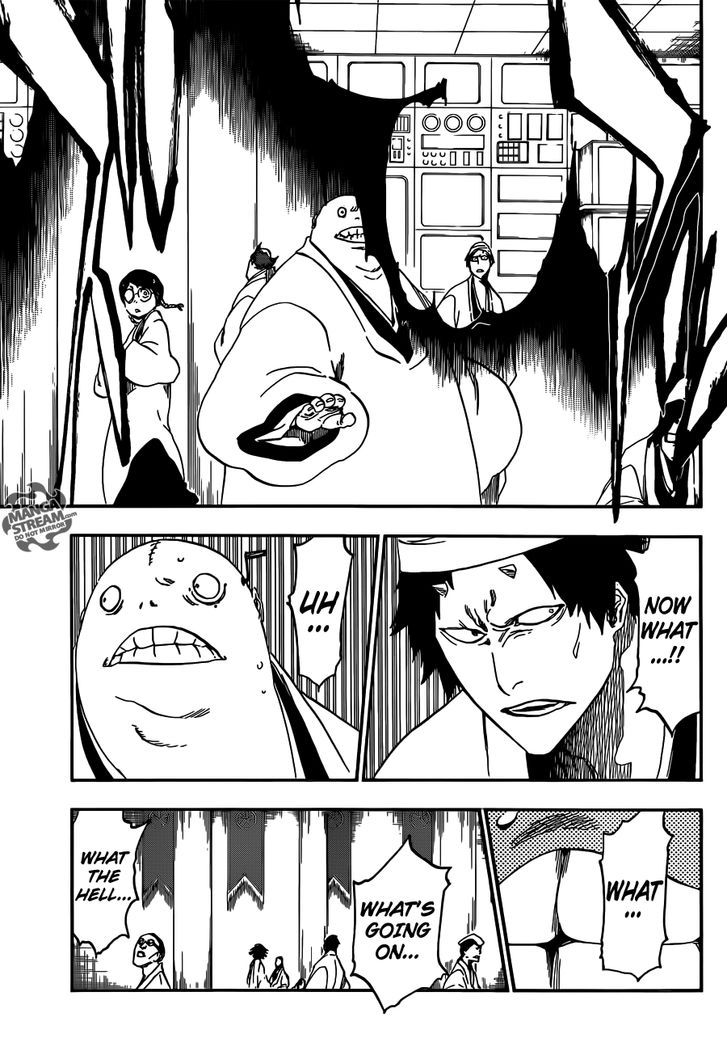 MANGA
STREAM.com
DO NOT MIRROR!
NOW
WHAT
...!!
UH
...
WHAT
...
WHAT'S
GOING
ON...
WHAT
THE
HELL...